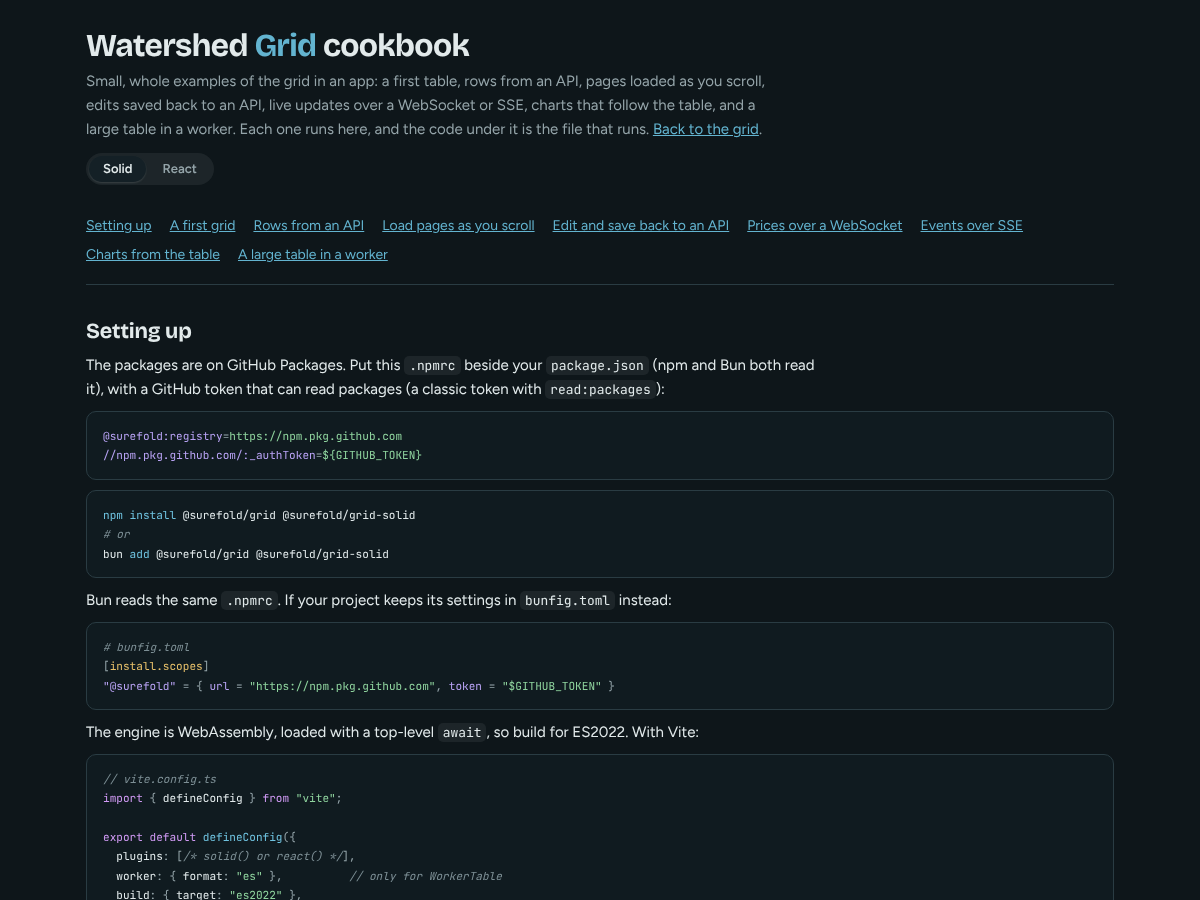 Watershed Grid cookbook
Small, whole examples of the grid in an app: a first table, rows from an API, pages loaded as you scroll,
edits saved back to an API, live updates over a WebSocket or SSE, charts that follow the table, and a
large table in a worker. Each one runs here, and the code under it is the file that runs. Back to the grid.
Solid React
Setting up A first grid Rows from an API Load pages as you scroll Edit and save back to an API Prices over a WebSocket Events over SSE
Charts from the table A large table in a worker
Setting up
The packages are on GitHub Packages. Put this .npmrc beside your package.json (npm and Bun both read
it), with a GitHub token that can read packages (a classic token with read:packages):
@surefold:registry=https://npm.pkg.github.com
//npm.pkg.github.com/:_authToken=${GITHUB_TOKEN}
npm install @surefold/grid @surefold/grid-solid
# or
bun add @surefold/grid @surefold/grid-solid
Bun reads the same .npmrc. If your project keeps its settings in bunfig.toml instead:
# bunfig.toml
[install.scopes]
"@surefold" = { url = "https://npm.pkg.github.com", token = "$GITHUB_TOKEN" }
The engine is WebAssembly, loaded with a top-level await, so build for ES2022. With Vite:
// vite.config.ts
import { defineConfig } from "vite";
export default defineConfig({
plugins: [/* solid() or react() */],
worker: { format: "es" }, // only for WorkerTable
build: { target: "es2022" },